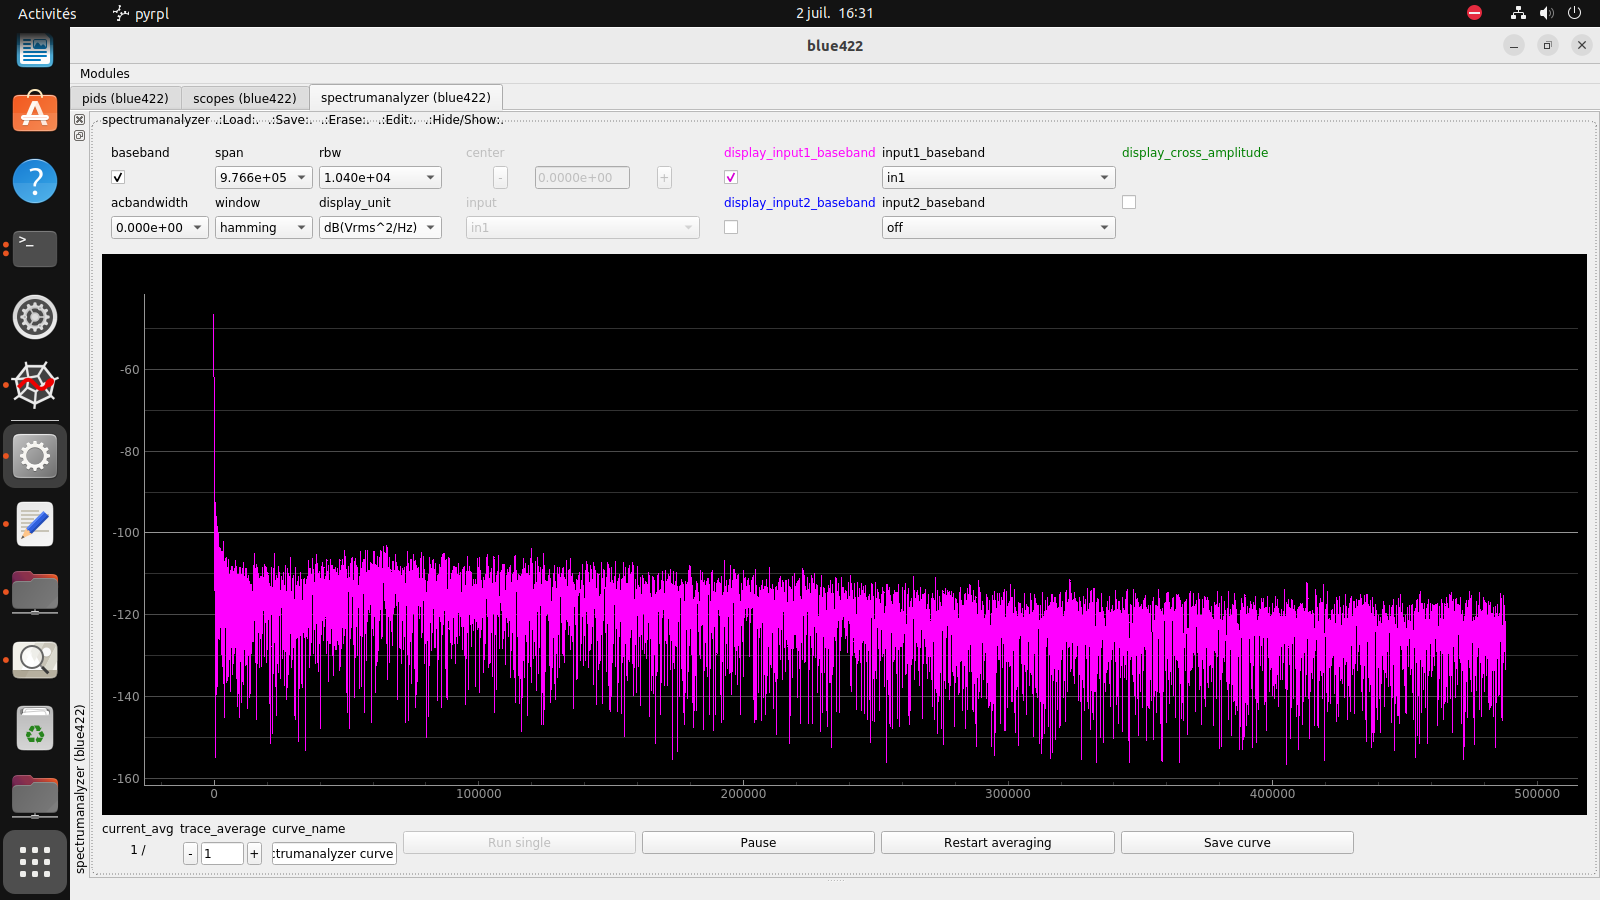 Activités pyrpl 2 juil. 16:31
blue422
Modules
pids (blue422) scopes (blue422) spectrumanalyzer (blue422)
spectrumanalyzer .:Load:. .:Save:. .:Erase:. .:Edit:. .:Hide/Show:.
baseband span rbw center display_input1_baseband input1_baseband display_cross_amplitude
9.766e+05 1.040e+04 - 0.0000e+00 + in1
acbandwidth window display_unit input display_input2_baseband input2_baseband
0.000e+00 hamming dB(Vrms^2/Hz) in1 off
-60
-80
-100
-120
-140
-160
0 100000 200000 300000 400000 500000
spectrumanalyzer (blue422)
current_avg trace_average curve_name
1 / - 1 + trumanalyzer curve Run single Pause Restart averaging Save curve